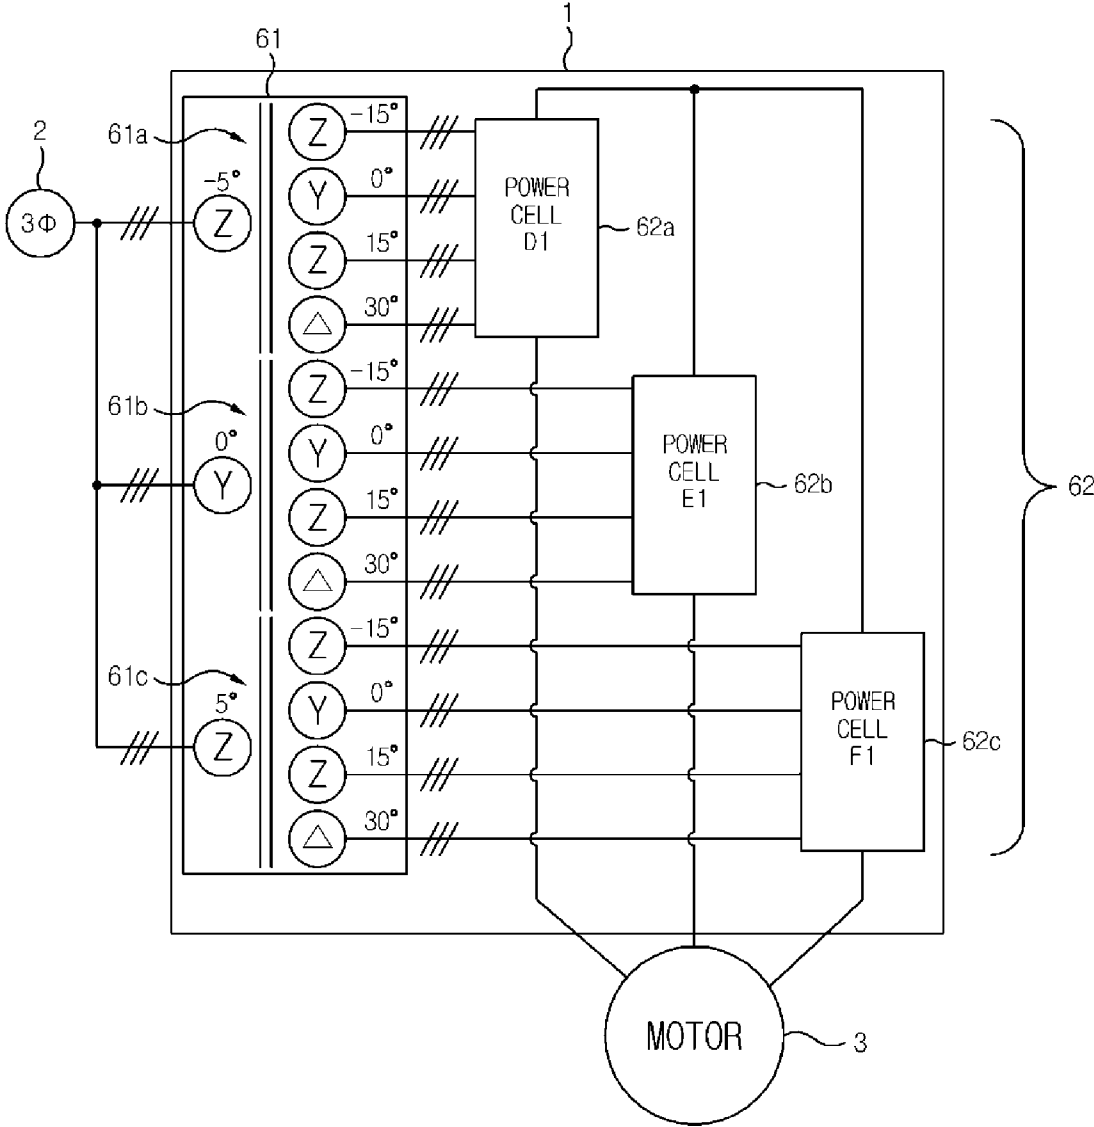 1
61
2
61a
-5°
3Φ
Z
Z
-15°
Y
0°
Z
15°
△
30°
POWER
CELL
D1
62a
61b
0°
Y
Z
-15°
Y
0°
Z
15°
△
30°
POWER
CELL
E1
62b
62
61c
5°
Z
Z
-15°
Y
0°
Z
15°
△
30°
POWER
CELL
F1
62c
MOTOR
3